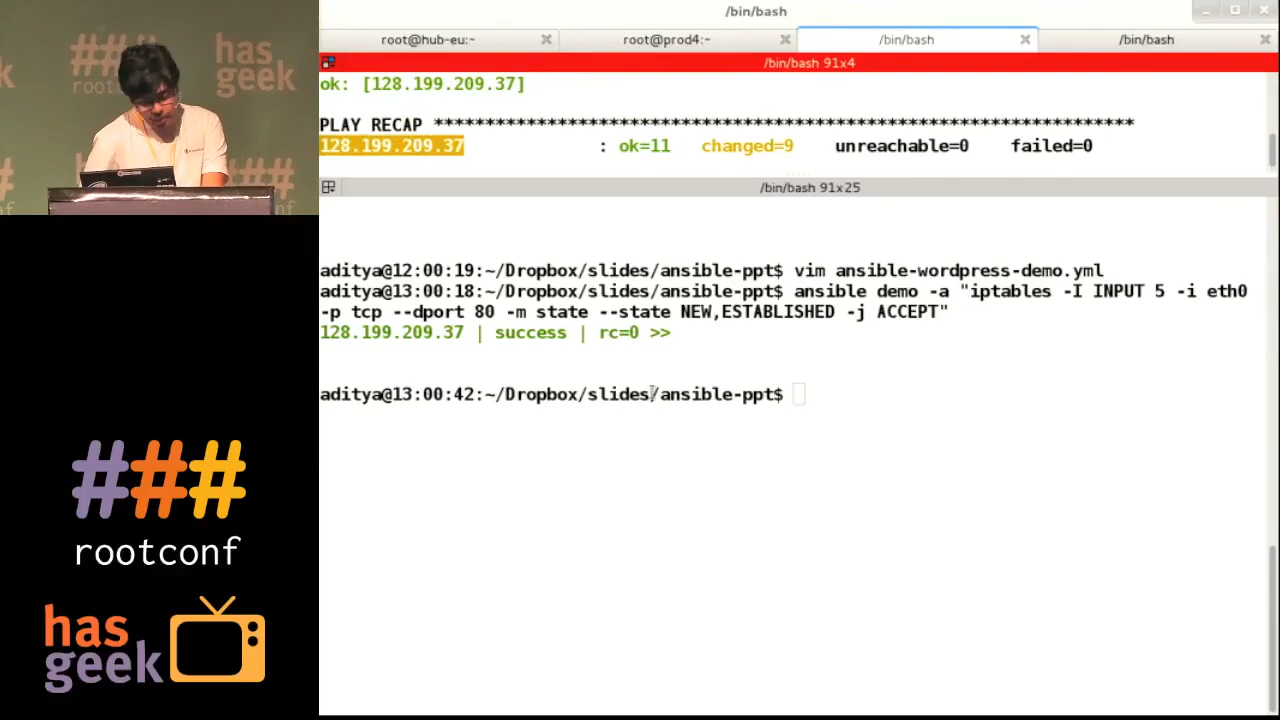 /bin/bash
root@hub-eu:~
root@prod4:~
/bin/bash
/bin/bash
/bin/bash 91x4
ok: [128.199.209.37]
PLAY RECAP ********************************************************************
128.199.209.37 : ok=11 changed=9 unreachable=0 failed=0
/bin/bash 91x25
aditya@12:00:19:~/Dropbox/slides/ansible-ppt$ vim ansible-wordpress-demo.yml
aditya@13:00:18:~/Dropbox/slides/ansible-ppt$ ansible demo -a "iptables -I INPUT 5 -i eth0
-p tcp --dport 80 -m state --state NEW,ESTABLISHED -j ACCEPT"
128.199.209.37 | success | rc=0 >>
aditya@13:00:42:~/Dropbox/slides/ansible-ppt$
###
root
has
geek
###
conf
###
rootconf
has
geek